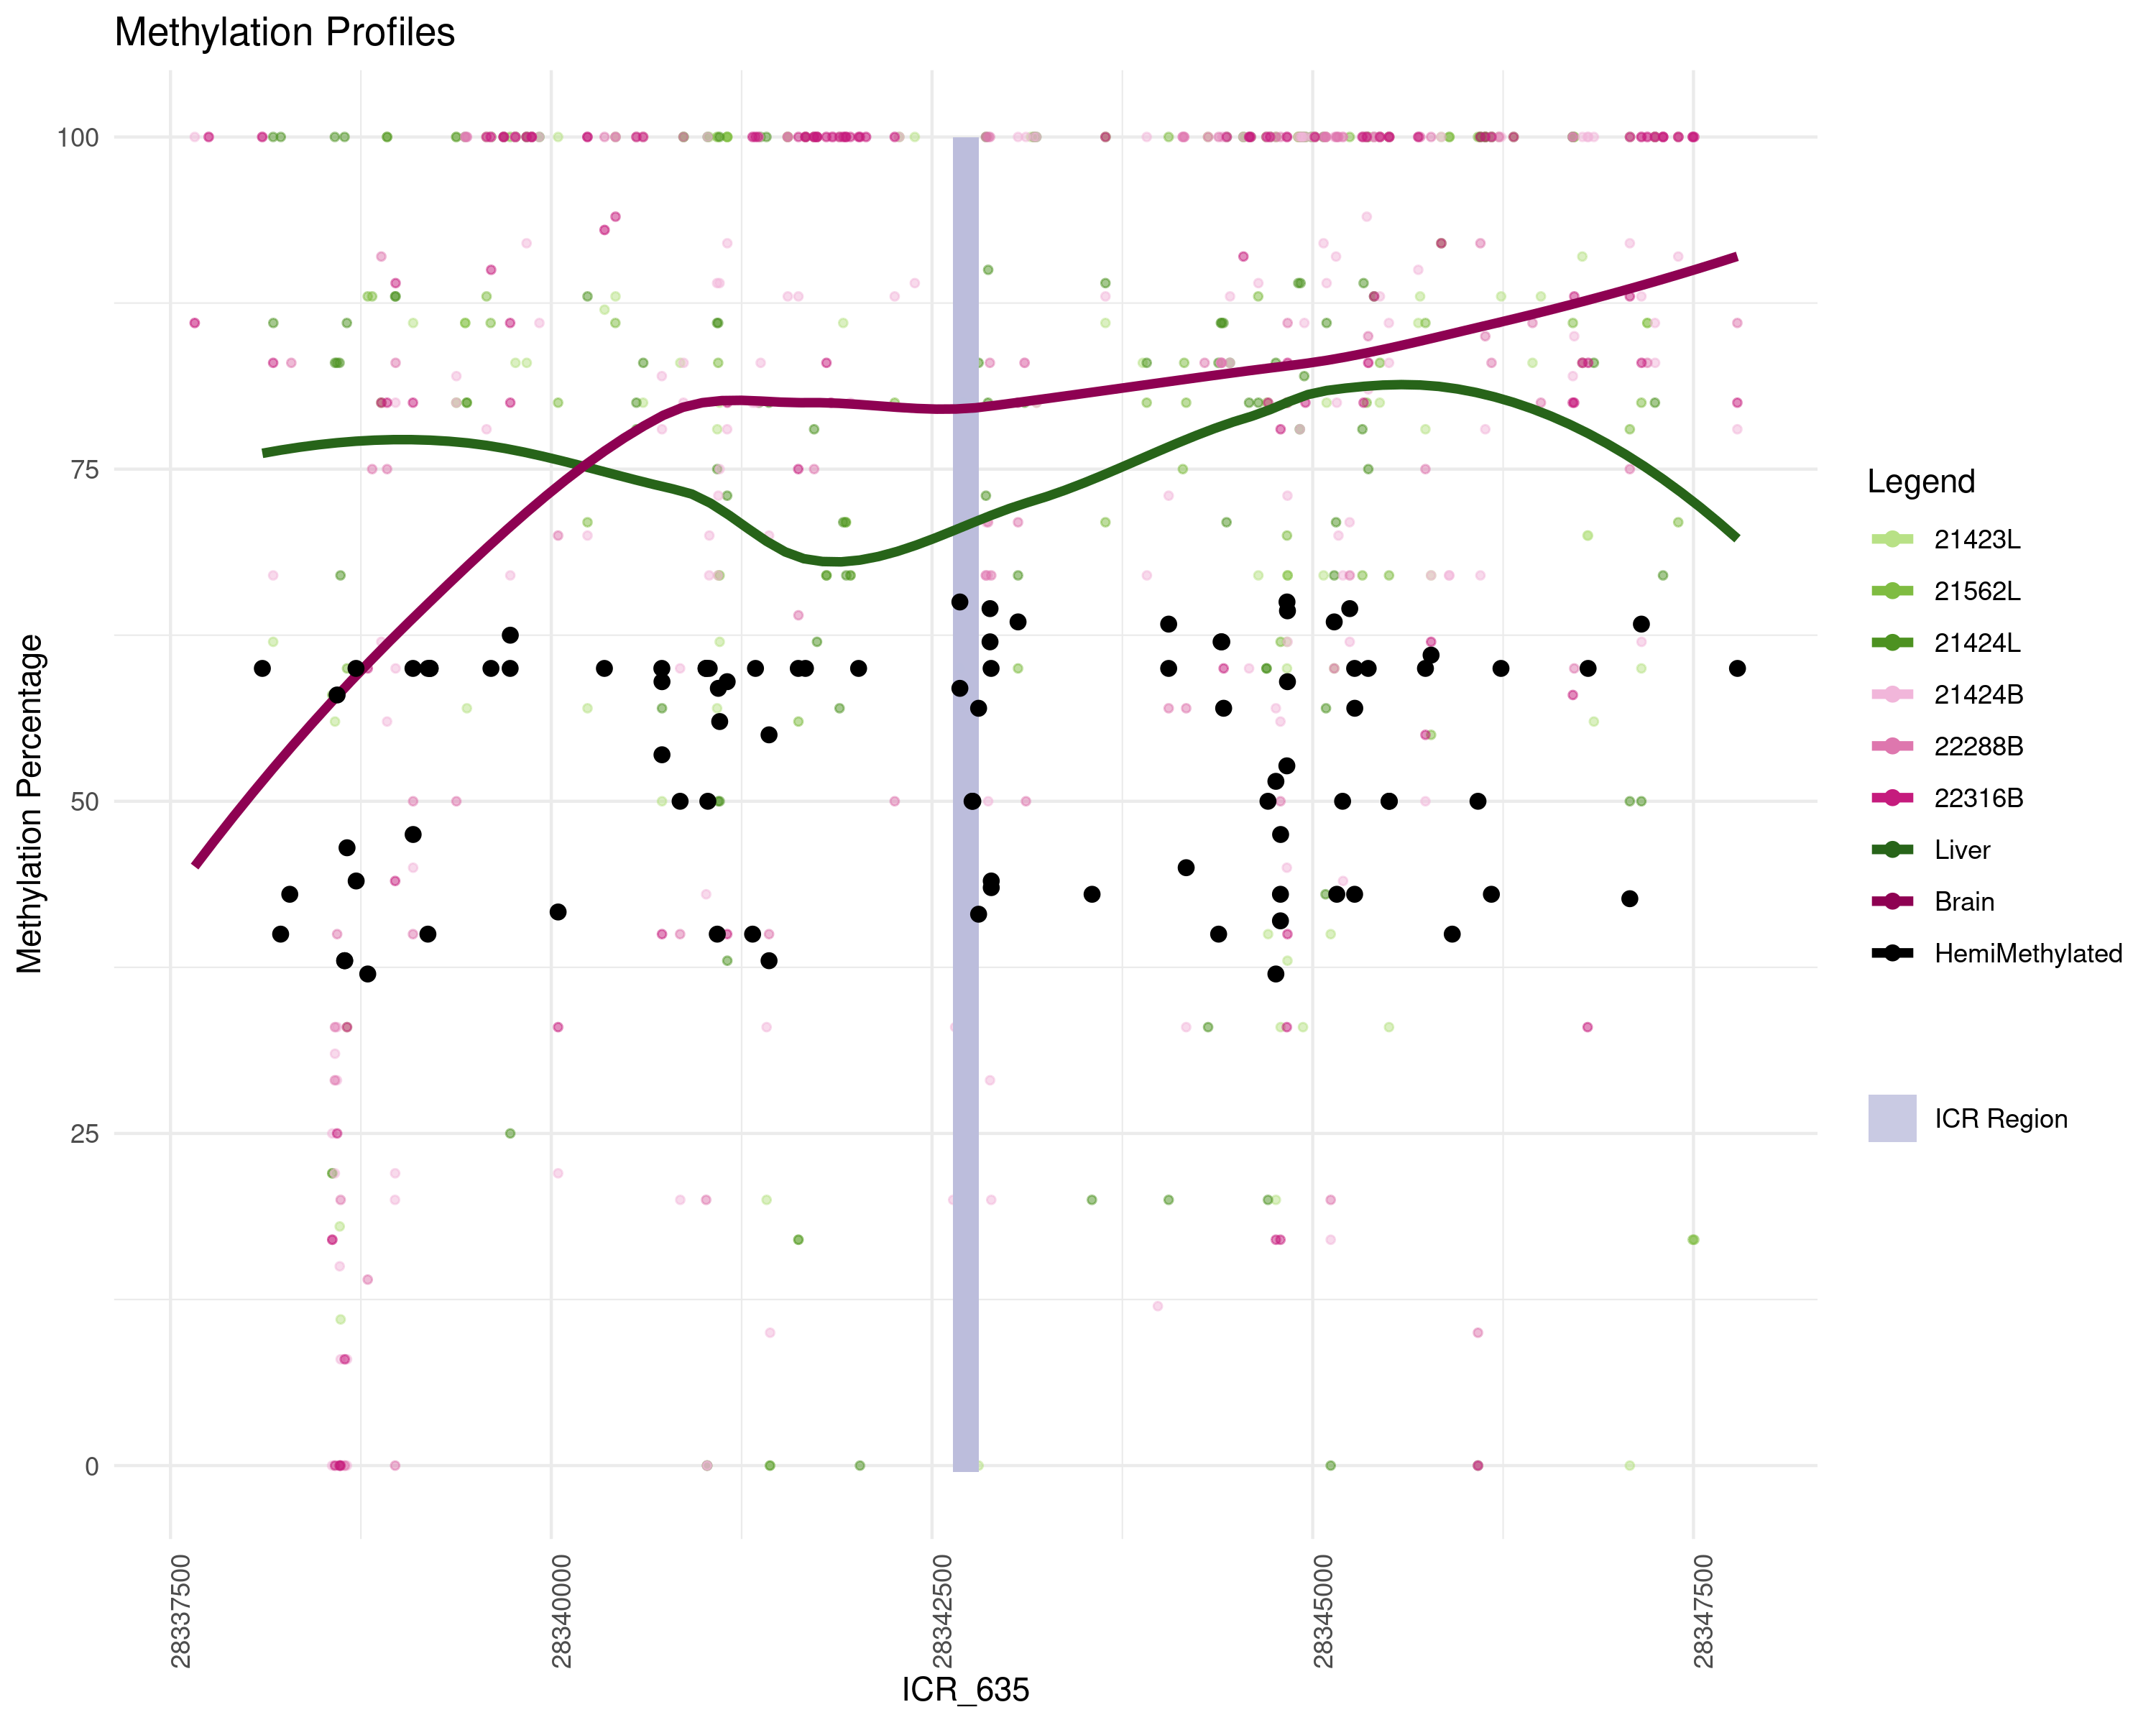 Methylation Profiles
Methylation Percentage
100
75
50
25
0
28337500
28340000
28342500
28345000
28347500
ICR_635
Legend
21423L
21562L
21424L
21424B
22288B
22316B
Liver
Brain
HemiMethylated
ICR Region